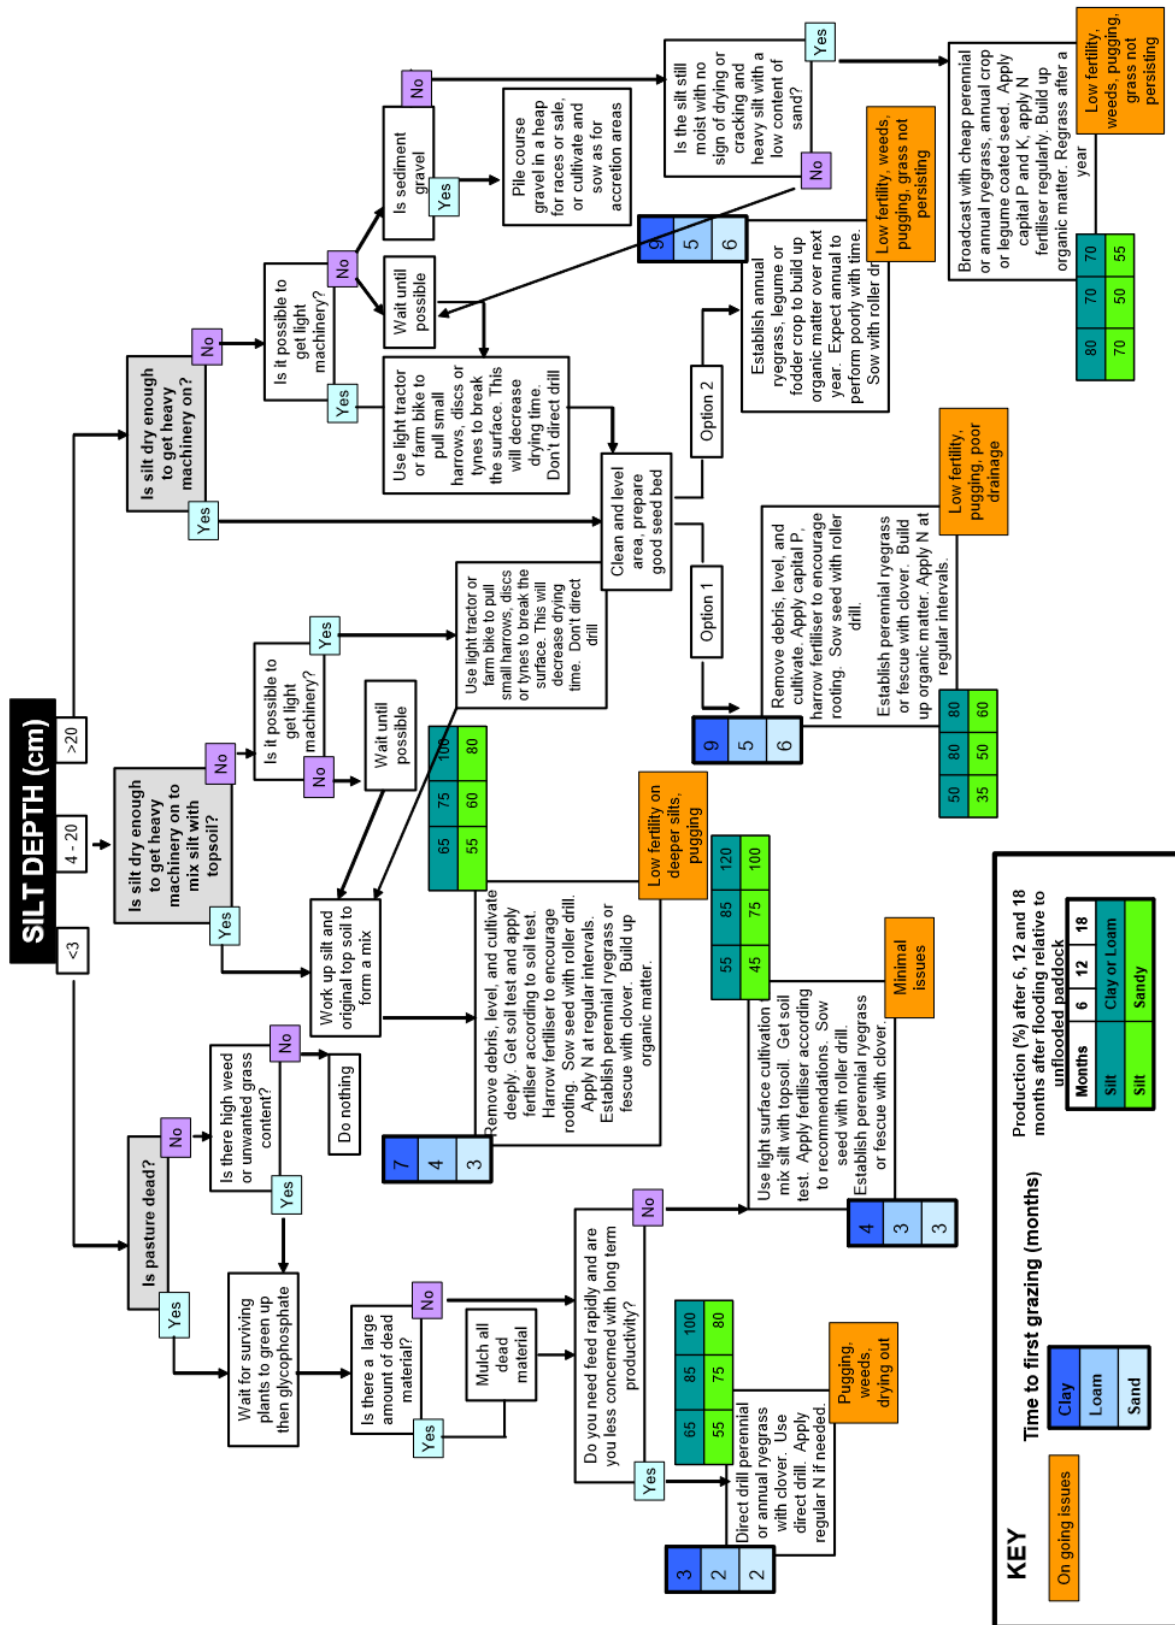 SILT DEPTH (cm)
<3
4 - 20
>20
Is pasture dead?
Yes
No
Is there high weed
or unwanted grass
content?
Yes
No
Do nothing
Wait for surviving
plants to green up
then glycophosphate
Is there a large
amount of dead
material?
Yes
No
Mulch all
dead
material
Do you need feed rapidly and are
you less concerned with long term
productivity?
Yes
No
3
2
2
Direct drill perennial
or annual ryegrass
with clover. Use
direct drill. Apply
regular N if needed.
65 85 100
55 75 80
Pugging,
weeds,
drying out
4
3
3
Use light surface cultivation
mix silt with topsoil. Get soil
test. Apply fertiliser according
to recommendations. Sow
seed with roller drill.
Establish perennial ryegrass
or fescue with clover.
55 85 120
45 75 100
Minimal
issues
Is silt dry enough
to get heavy
machinery on to
mix silt with
topsoil?
Yes
No
Is it possible to
get light
machinery?
No
Yes
Wait until
possible
Use light tractor or
farm bike to pull
small harrows, discs
or tynes to break the
surface. This will
decrease drying
time. Don't direct
drill
Work up silt and
original top soil to
form a mix
7
4
3
Remove debris, level, and cultivate
deeply. Get soil test and apply
fertiliser according to soil test.
Harrow fertiliser to encourage
rooting. Sow seed with roller drill.
Apply N at regular intervals.
Establish perennial ryegrass or
fescue with clover. Build up
organic matter.
65 75 100
55 60 80
Low fertility on
deeper silts,
pugging
Is silt dry enough
to get heavy
machinery on?
Yes
No
Is it possible to
get light
machinery?
Yes
No
Wait until
possible
Is sediment
gravel
Yes
No
Pile course
gravel in a heap
for races or sale,
or cultivate and
sow as for
accretion areas
Use light tractor
or farm bike to
pull small
harrows, discs or
tynes to break
the surface. This
will decrease
drying time.
Don't direct drill
Is the silt still
moist with no
sign of drying or
cracking and
heavy silt with a
low content of
sand?
No
Yes
Clean and level
area, prepare
good seed bed
Option 1
Option 2
9
5
6
Remove debris, level, and
cultivate. Apply capital P,
harrow fertiliser to encourage
rooting. Sow seed with roller
drill.
Establish perennial ryegrass
or fescue with clover. Build
up organic matter. Apply N at
regular intervals.
50 80 80
35 50 60
Low fertility,
pugging, poor
drainage
9
5
6
Establish annual
ryegrass, legume or
fodder crop to build up
organic matter over next
year. Expect annual to
perform poorly with time.
Sow with roller dr
Low fertility, weeds,
pugging, grass not
persisting
Broadcast with cheap perennial
or annual ryegrass, annual crop
or legume coated seed. Apply
capital P and K, apply N
fertiliser regularly. Build up
organic matter. Regrass after a
year
80 70 70
70 50 55
Low fertility,
weeds, pugging,
grass not
persisting
KEY
On going issues
Time to first grazing (months)
Clay
Loam
Sand
Production (%) after 6, 12 and 18
months after flooding relative to
unflooded paddock
Months 6 12 18
Silt Clay or Loam
Silt Sandy